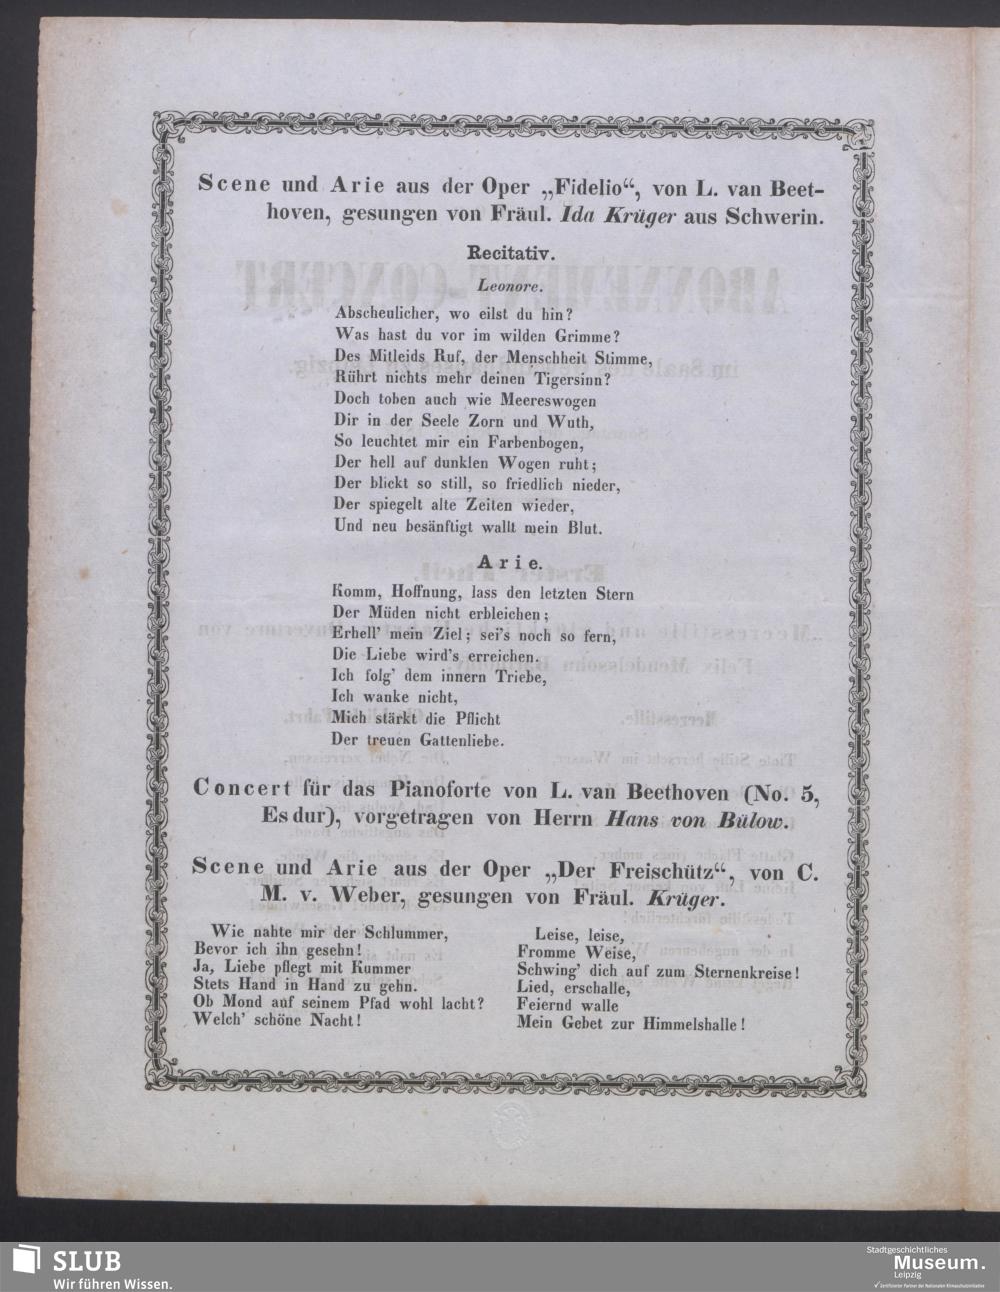 Scene und Arie aus der Oper „Fidelio“, von L. van Beet-
hoven, gesungen von Fräul. Ida Krüger aus Schwerin.
Recitativ.
Leonore.
Abscheulicher, wo eilst du hin?
Was hast du vor im wilden Grimme?
Des Mitleids Ruf, der Menschheit Stimme,
Rührt nichts mehr deinen Tigersinn?
Doch toben auch wie Meereswogen
Dir in der Seele Zorn und Wuth,
So leuchtet mir ein Farbenbogen,
Der hell auf dunklen Wogen ruht;
Der blickt so still, so friedlich nieder,
Der spiegelt alte Zeiten wieder,
Und neu besänftigt wallt mein Blut.
Arie.
Komm, Hoffnung, lass den letzten Stern
Der Müden nicht erbleichen;
Erhell' mein Ziel; sei's noch so fern,
Die Liebe wird's erreichen.
Ich folg' dem innern Triebe,
Ich wanke nicht,
Mich stärkt die Pflicht
Der treuen Gattenliebe.
Concert für das Pianoforte von L. van Beethoven (No. 5,
Es dur), vorgetragen von Herrn Hans von Bülow.
Scene und Arie aus der Oper „Der Freischütz“, von C.
M. v. Weber, gesungen von Fräul. Krüger.
Wie nahte mir der Schlummer,
Bevor ich ihn gesehn!
Ja, Liebe pflegt mit Kummer
Stets Hand in Hand zu gehn.
Ob Mond auf seinem Pfad wohl lacht?
Welch' schöne Nacht!
Leise, leise,
Fromme Weise,
Schwing' dich auf zum Sternenkreise!
Lied, erschalle,
Feiernd walle
Mein Gebet zur Himmelshalle!
SLUB
Wir führen Wissen.
Stadtgeschichtliches
Museum.
Leipzig
Zertifizierter Partner der Nationalen Klimaschutzinitiative